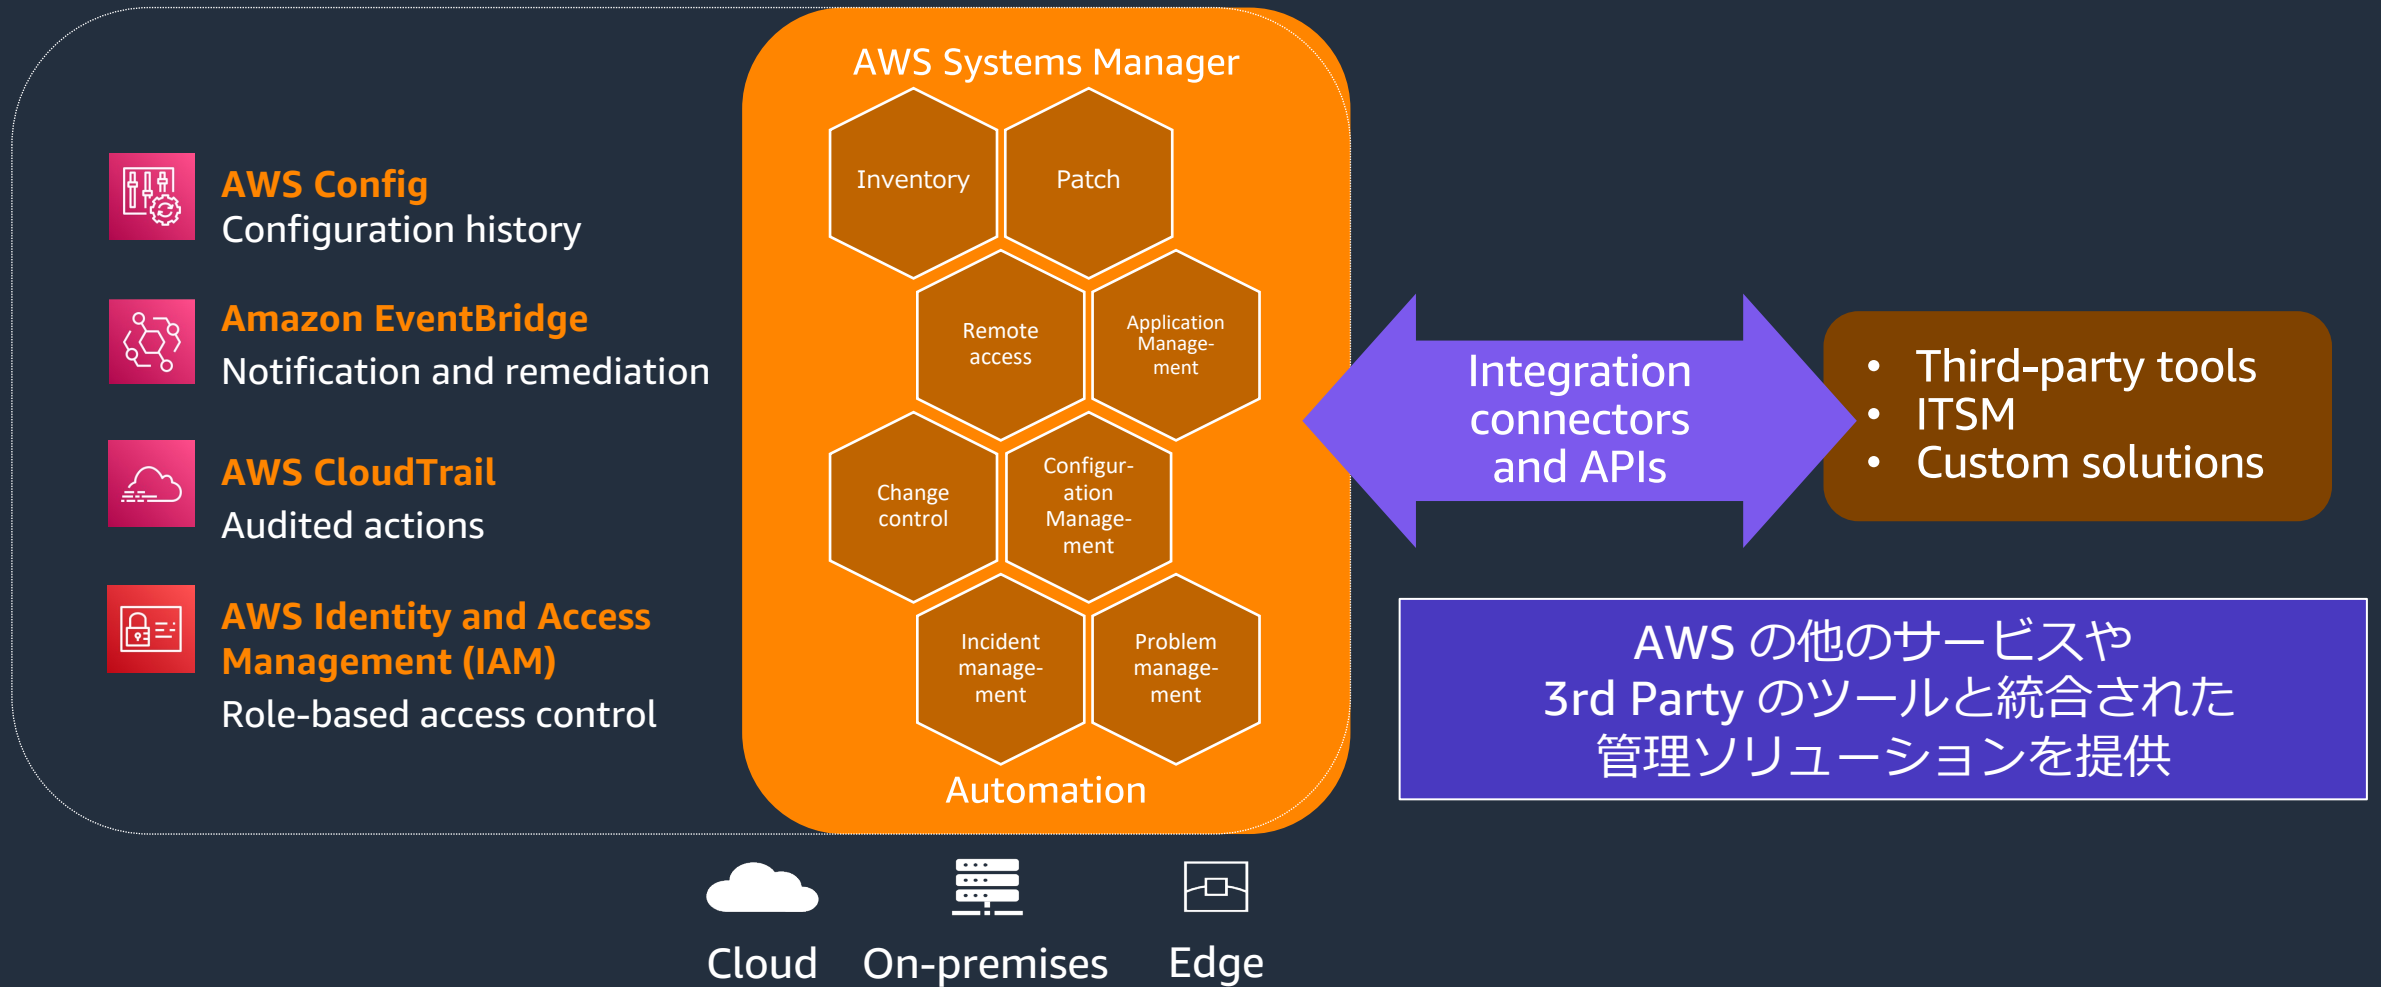 AWS Config
Configuration history
Amazon EventBridge
Notification and remediation
AWS CloudTrail
Audited actions
AWS Identity and Access
Management (IAM)
Role-based access control
AWS Systems Manager
Inventory
Patch
Remote
access
Application
Manage-
ment
Change
control
Configur-
ation
Manage-
ment
Incident
manage-
ment
Problem
manage-
ment
Automation
Integration
connectors
and APIs
• Third-party tools
• ITSM
• Custom solutions
AWS の他のサービスや
3rd Party のツールと統合された
管理ソリューションを提供
Cloud
On-premises
Edge